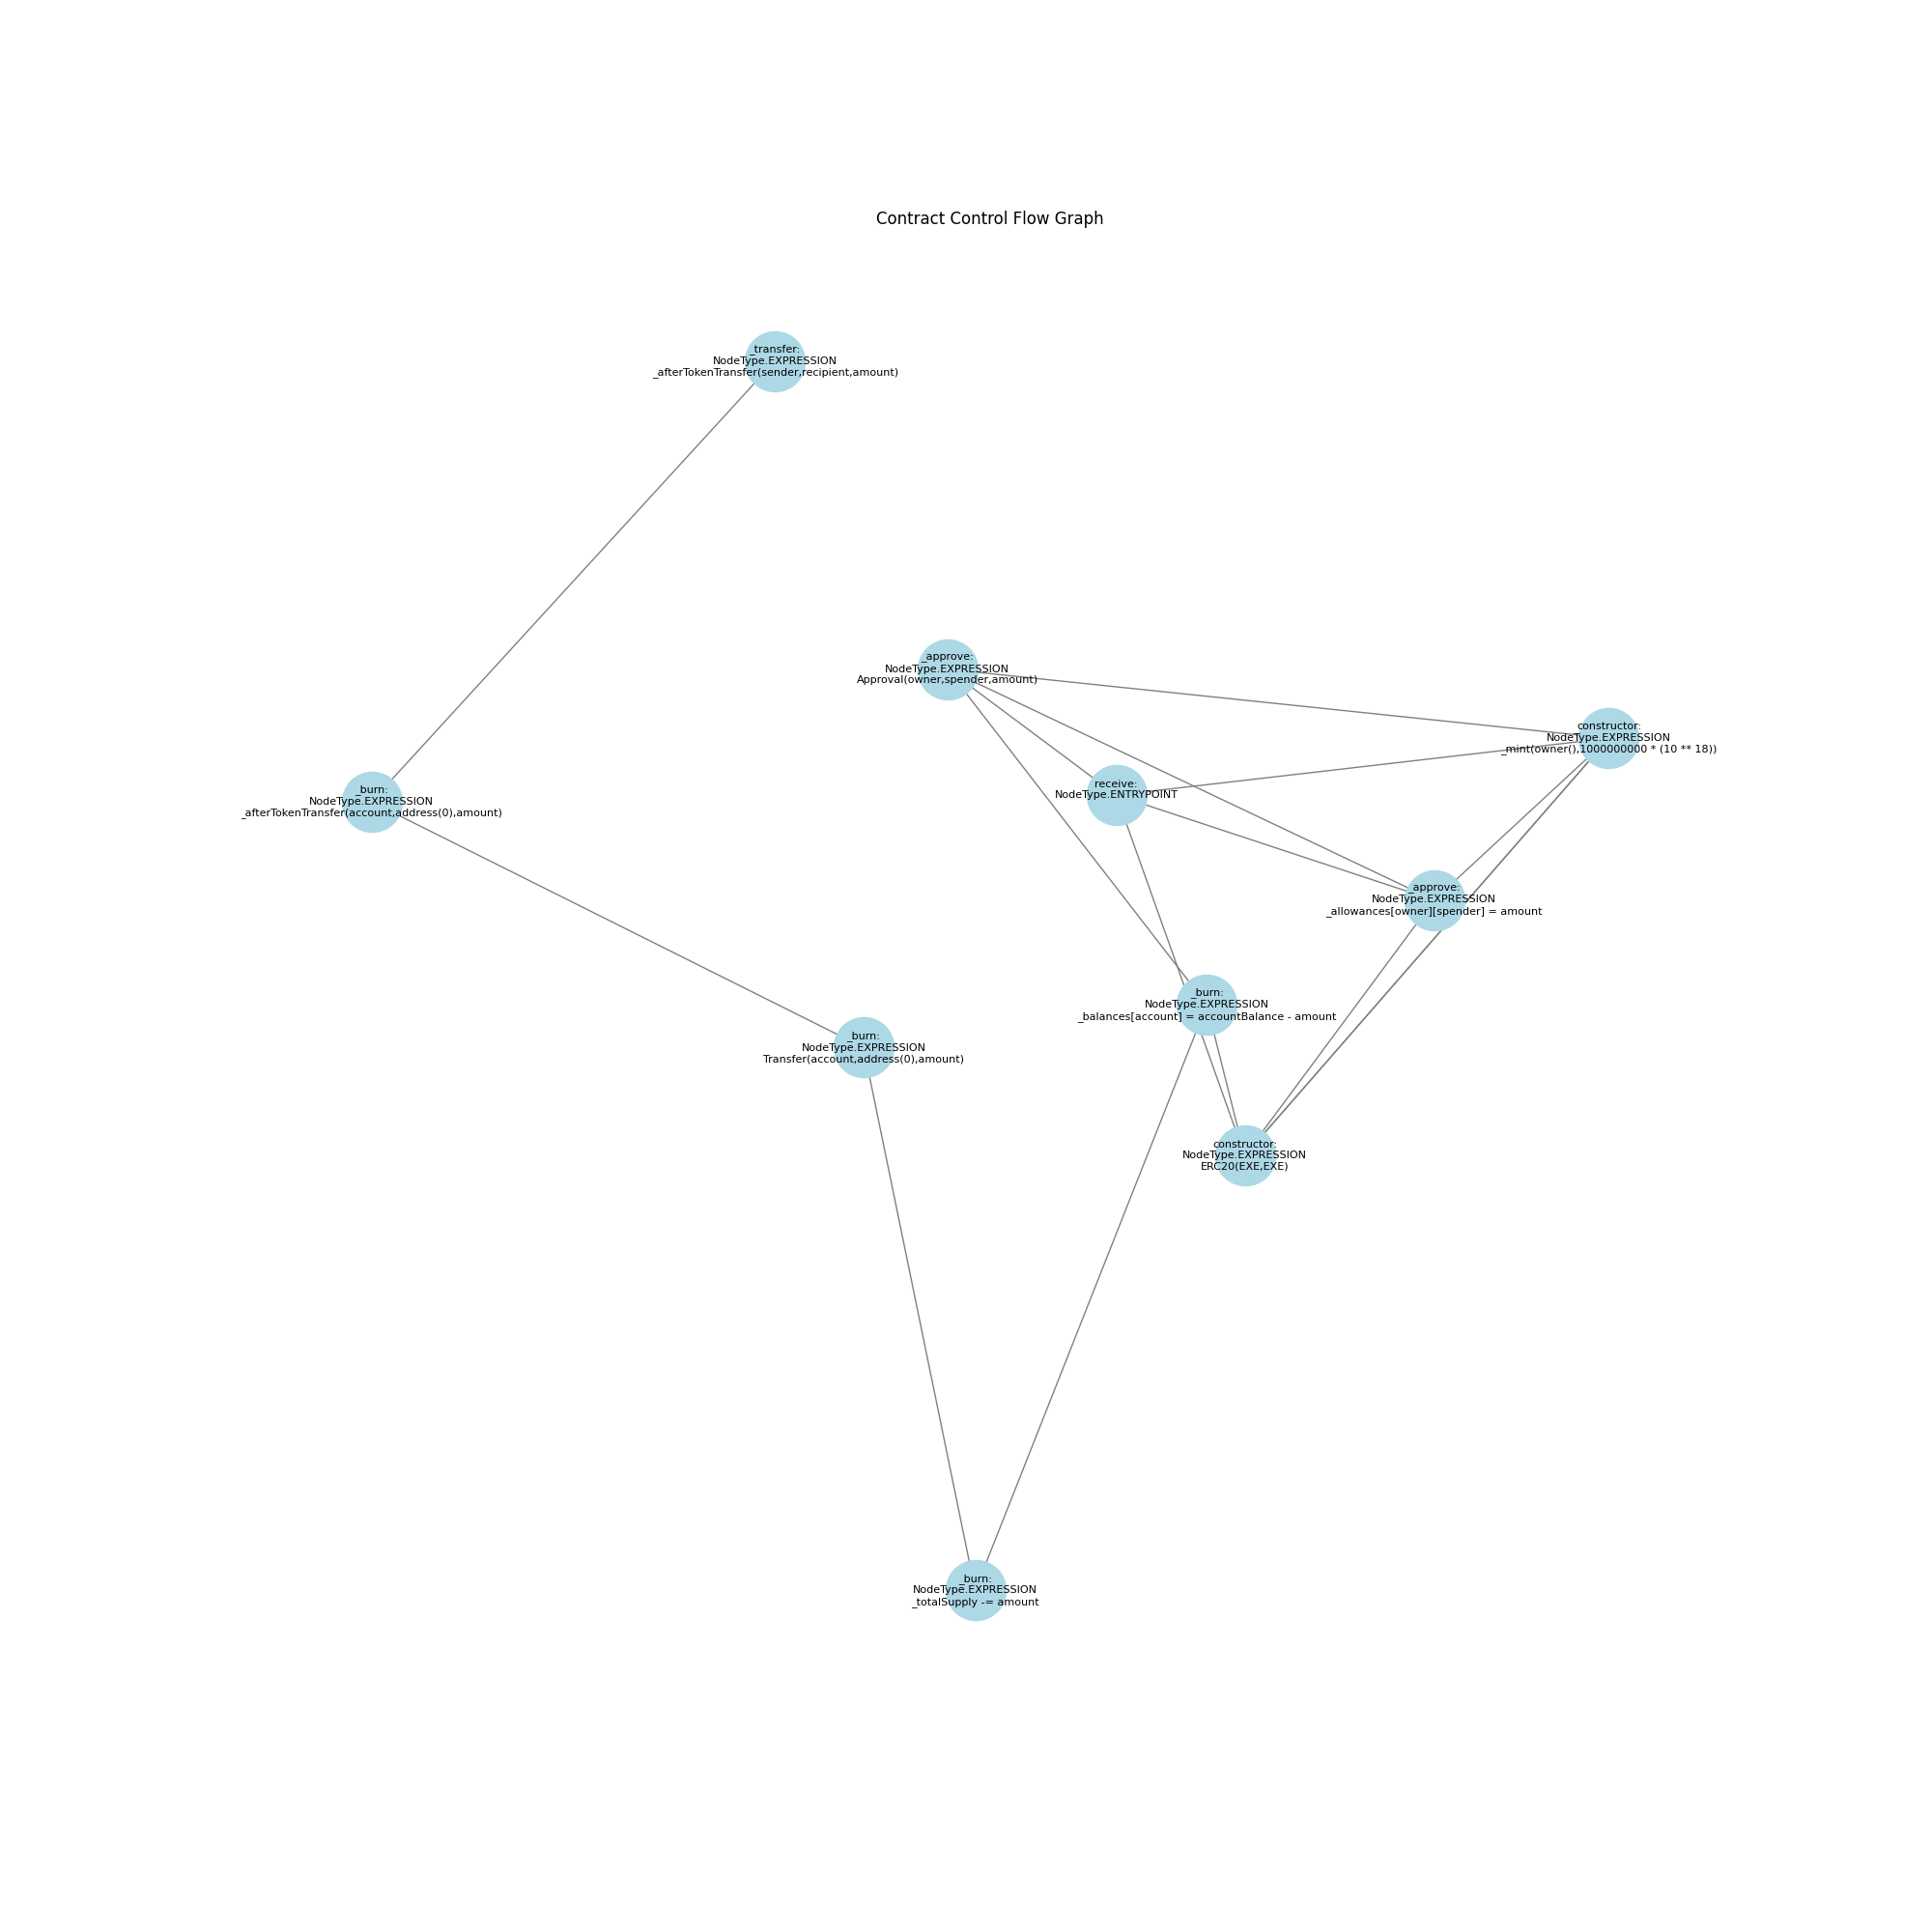 Contract Control Flow Graph
_transfer:
NodeType.EXPRESSION
_afterTokenTransfer(sender,recipient,amount)
_approve:
NodeType.EXPRESSION
Approval(owner,spender,amount)
constructor:
NodeType.EXPRESSION
_mint(owner(),1000000000 * (10 ** 18))
receive:
NodeType.ENTRYPOINT
_burn:
NodeType.EXPRESSION
_afterTokenTransfer(account,address(0),amount)
_approve:
NodeType.EXPRESSION
_allowances[owner][spender] = amount
_burn:
NodeType.EXPRESSION
_balances[account] = accountBalance - amount
_burn:
NodeType.EXPRESSION
Transfer(account,address(0),amount)
constructor:
NodeType.EXPRESSION
ERC20(EXE,EXE)
_burn:
NodeType.EXPRESSION
_totalSupply -= amount